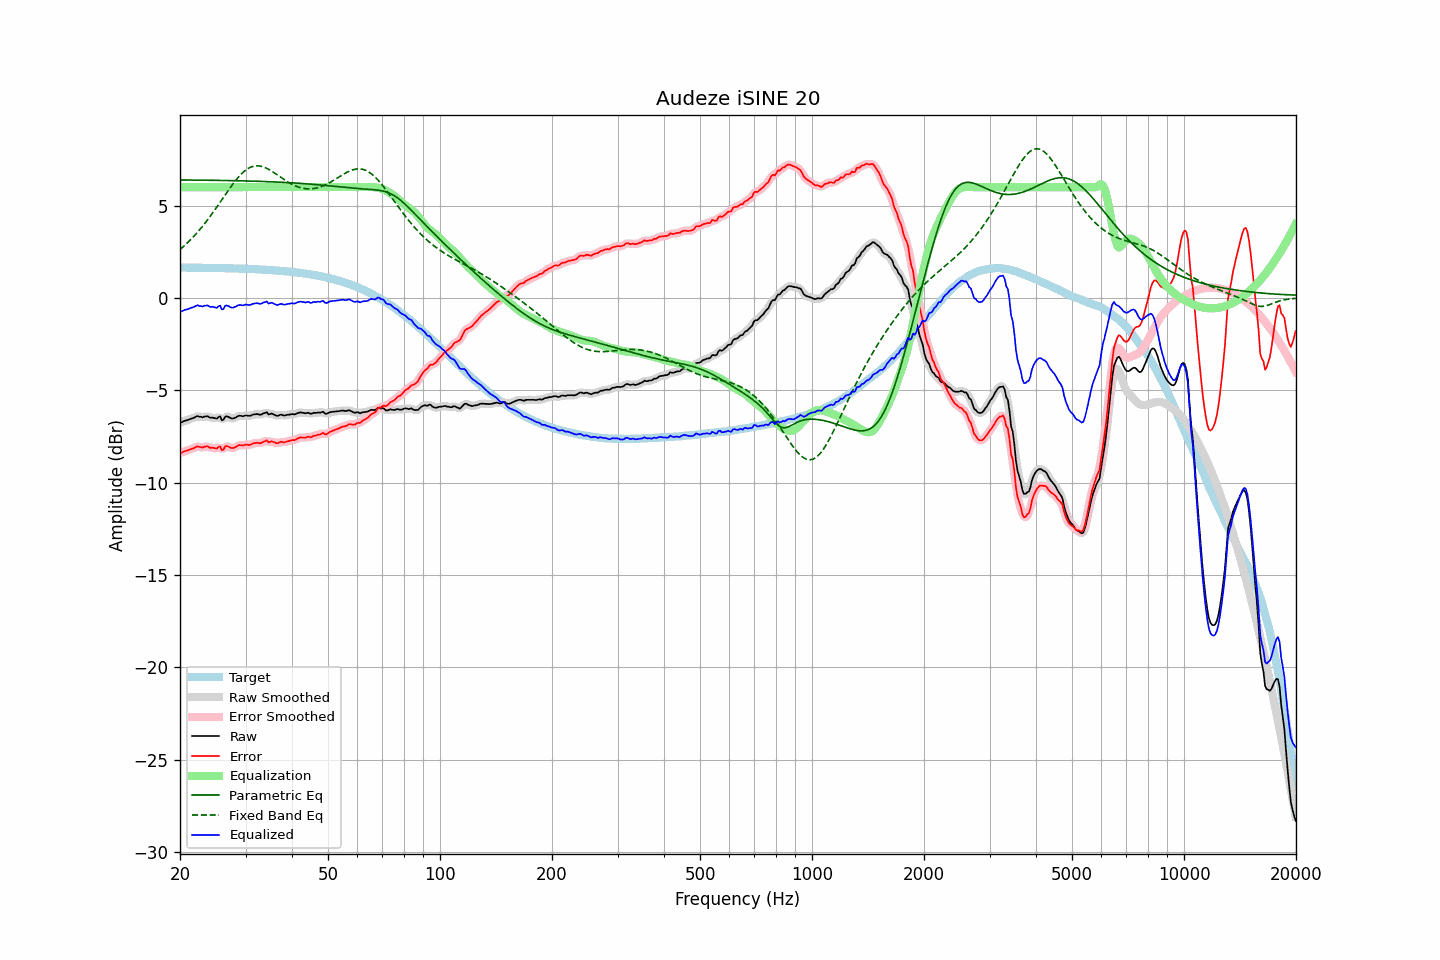 Audeze iSINE 20
Amplitude (dBr)
5
0
−5
−10
−15
−20
−25
−30
Target
Raw Smoothed
Error Smoothed
Raw
Error
Equalization
Parametric Eq
Fixed Band Eq
Equalized
20 50 100 200 500 1000 2000 5000 10000 20000
Frequency (Hz)